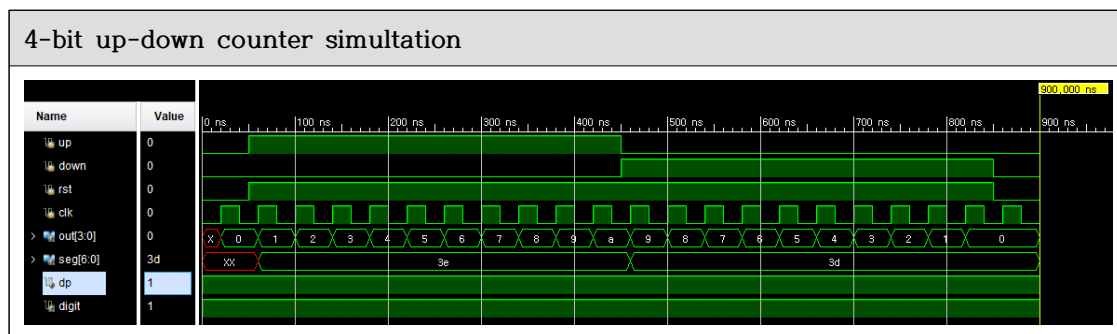 4-bit up-down counter simultation
900,000 ns
Name Value 0 ns 100 ns 200 ns 300 ns 400 ns 500 ns 600 ns 700 ns 800 ns 900 ns
up 0
down 0
rst 0
clk 0
> out[3:0] 0 X 0 1 2 3 4 5 6 7 8 9 a 9 8 7 6 5 4 3 2 1 0
> seg[6:0] 3d XX 3e 3d
dp 1
digit 1